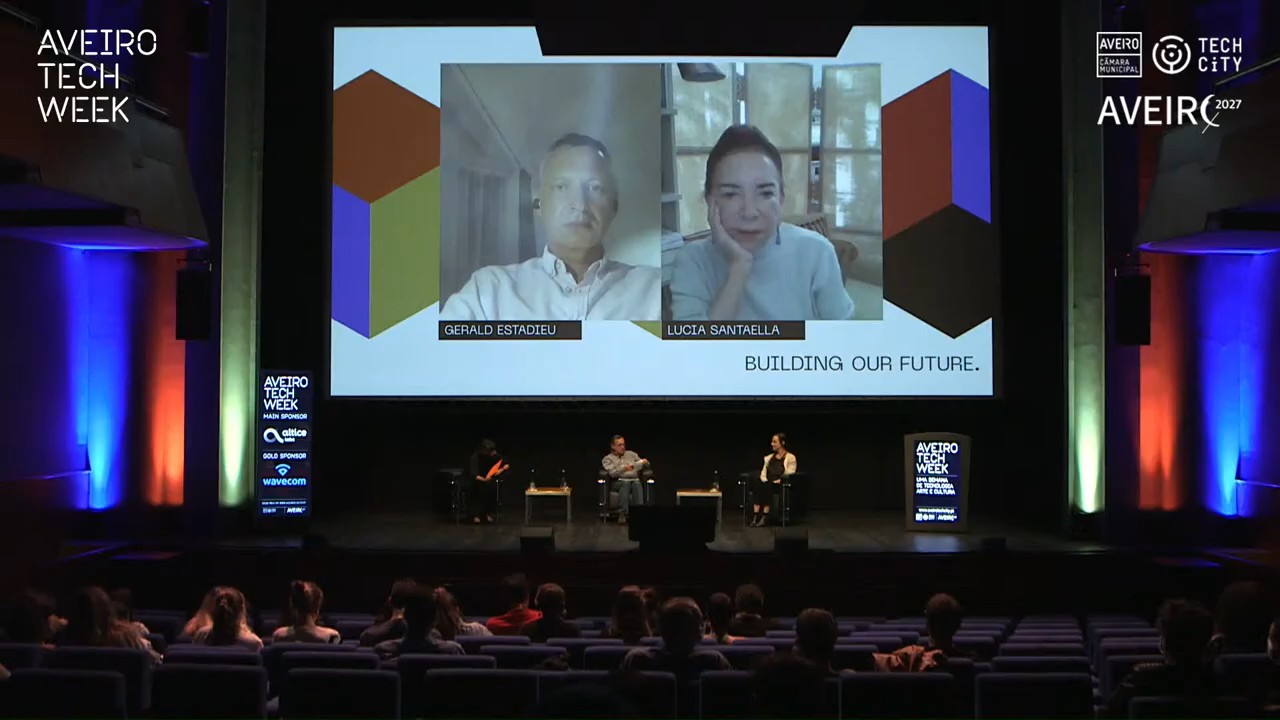 AVEIRO
TECH
WEEK
AVEIRO
CÂMARA
MUNICIPAL
TECH
CiTY
AVEIRO 2027
GERALD ESTADIEU
LUCIA SANTAELLA
BUILDING OUR FUTURE.
AVEIRO
TECH
WEEK
MAIN SPONSOR
altice
labs
GOLD SPONSOR
wavecom
AVEIRO
TECH
WEEK
UMA SEMANA
DE TECNOLOGIA
ARTE E CULTURA